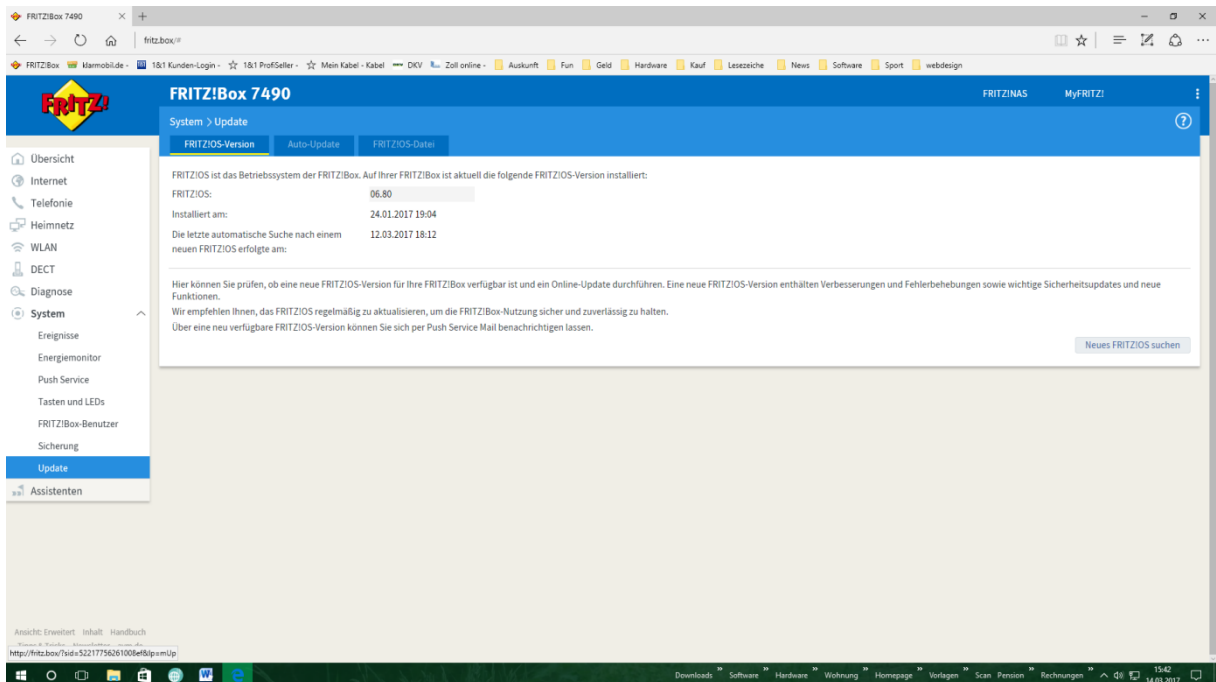 FRITZ!Box 7490
fritz.box/#
FRITZ!Box klarmobil.de - 1&1 Kunden-Login - 1&1 ProfiSeller - Mein Kabel - Kabel DKV Zoll online - Auskunft Fun Geld Hardware Kauf Lesezeiche News Software Sport webdesign
FRITZ!
FRITZ!Box 7490
FRITZ!NAS MyFRITZ!
System > Update
FRITZ!OS-Version Auto-Update FRITZ!OS-Datei
Übersicht
Internet
Telefonie
Heimnetz
WLAN
DECT
Diagnose
System
Ereignisse
Energiemonitor
Push Service
Tasten und LEDs
FRITZ!Box-Benutzer
Sicherung
Update
Assistenten
FRITZ!OS ist das Betriebssystem der FRITZ!Box. Auf Ihrer FRITZ!Box ist aktuell die folgende FRITZ!OS-Version installiert:
FRITZ!OS: 06.80
Installiert am: 24.01.2017 19:04
Die letzte automatische Suche nach einem 12.03.2017 18:12
neuen FRITZ!OS erfolgte am:
Hier können Sie prüfen, ob eine neue FRITZ!OS-Version für Ihre FRITZ!Box verfügbar ist und ein Online-Update durchführen. Eine neue FRITZ!OS-Version enthälten Verbesserungen und Fehlerbehebungen sowie wichtige Sicherheitsupdates und neue
Funktionen.
Wir empfehlen Ihnen, das FRITZ!OS regelmäßig zu aktualisieren, um die FRITZ!Box-Nutzung sicher und zuverlässig zu halten.
Über eine neu verfügbare FRITZ!OS-Version können Sie sich per Push Service Mail benachrichtigen lassen.
Neues FRITZ!OS suchen
Ansicht: Erweitert Inhalt Handbuch
http://fritz.box/?sid=52217756261008ef&lp=mUp
Downloads Software Hardware Wohnung Homepage Vorlagen Scan Pension Rechnungen 15:42
14.03.2017